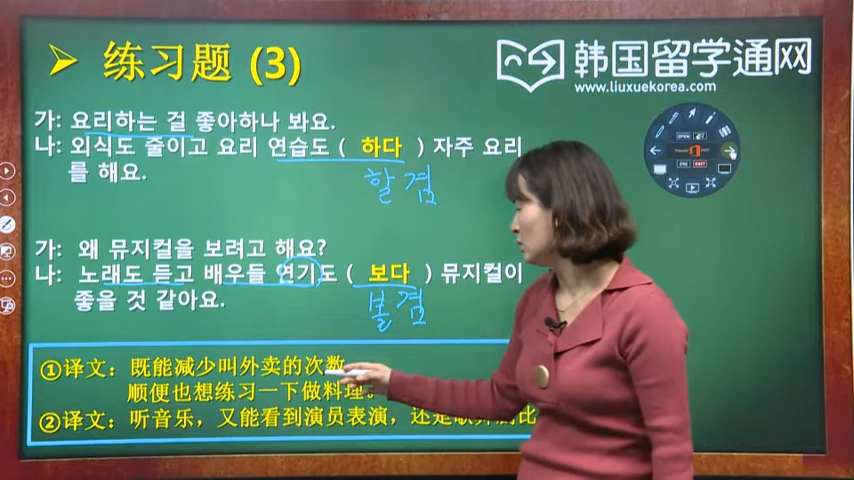 练习题 (3)
韩国留学通网
www.liuxuekorea.com
가: 요리하는 걸 좋아하나 봐요.
나: 외식도 줄이고 요리 연습도 ( 하다 ) 자주 요리
를 해요.
할 겸
가: 왜 뮤지컬을 보려고 해요?
나: 노래도 듣고 배우들 연기도 ( 보다 ) 뮤지컬이
좋을 것 같아요.
볼 겸
①译文：既能减少叫外卖的次数
顺便也想练习一下做料理。
②译文：听音乐，又能看到演员表演，还是